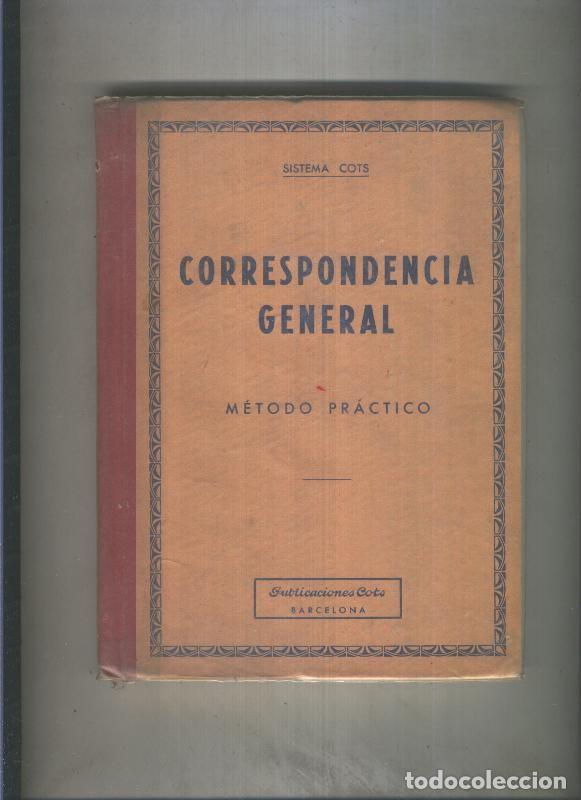 SISTEMA COTS
CORRESPONDENCIA
GENERAL
MÉTODO PRÁCTICO
Publicaciones Cots
BARCELONA
todocoleccion